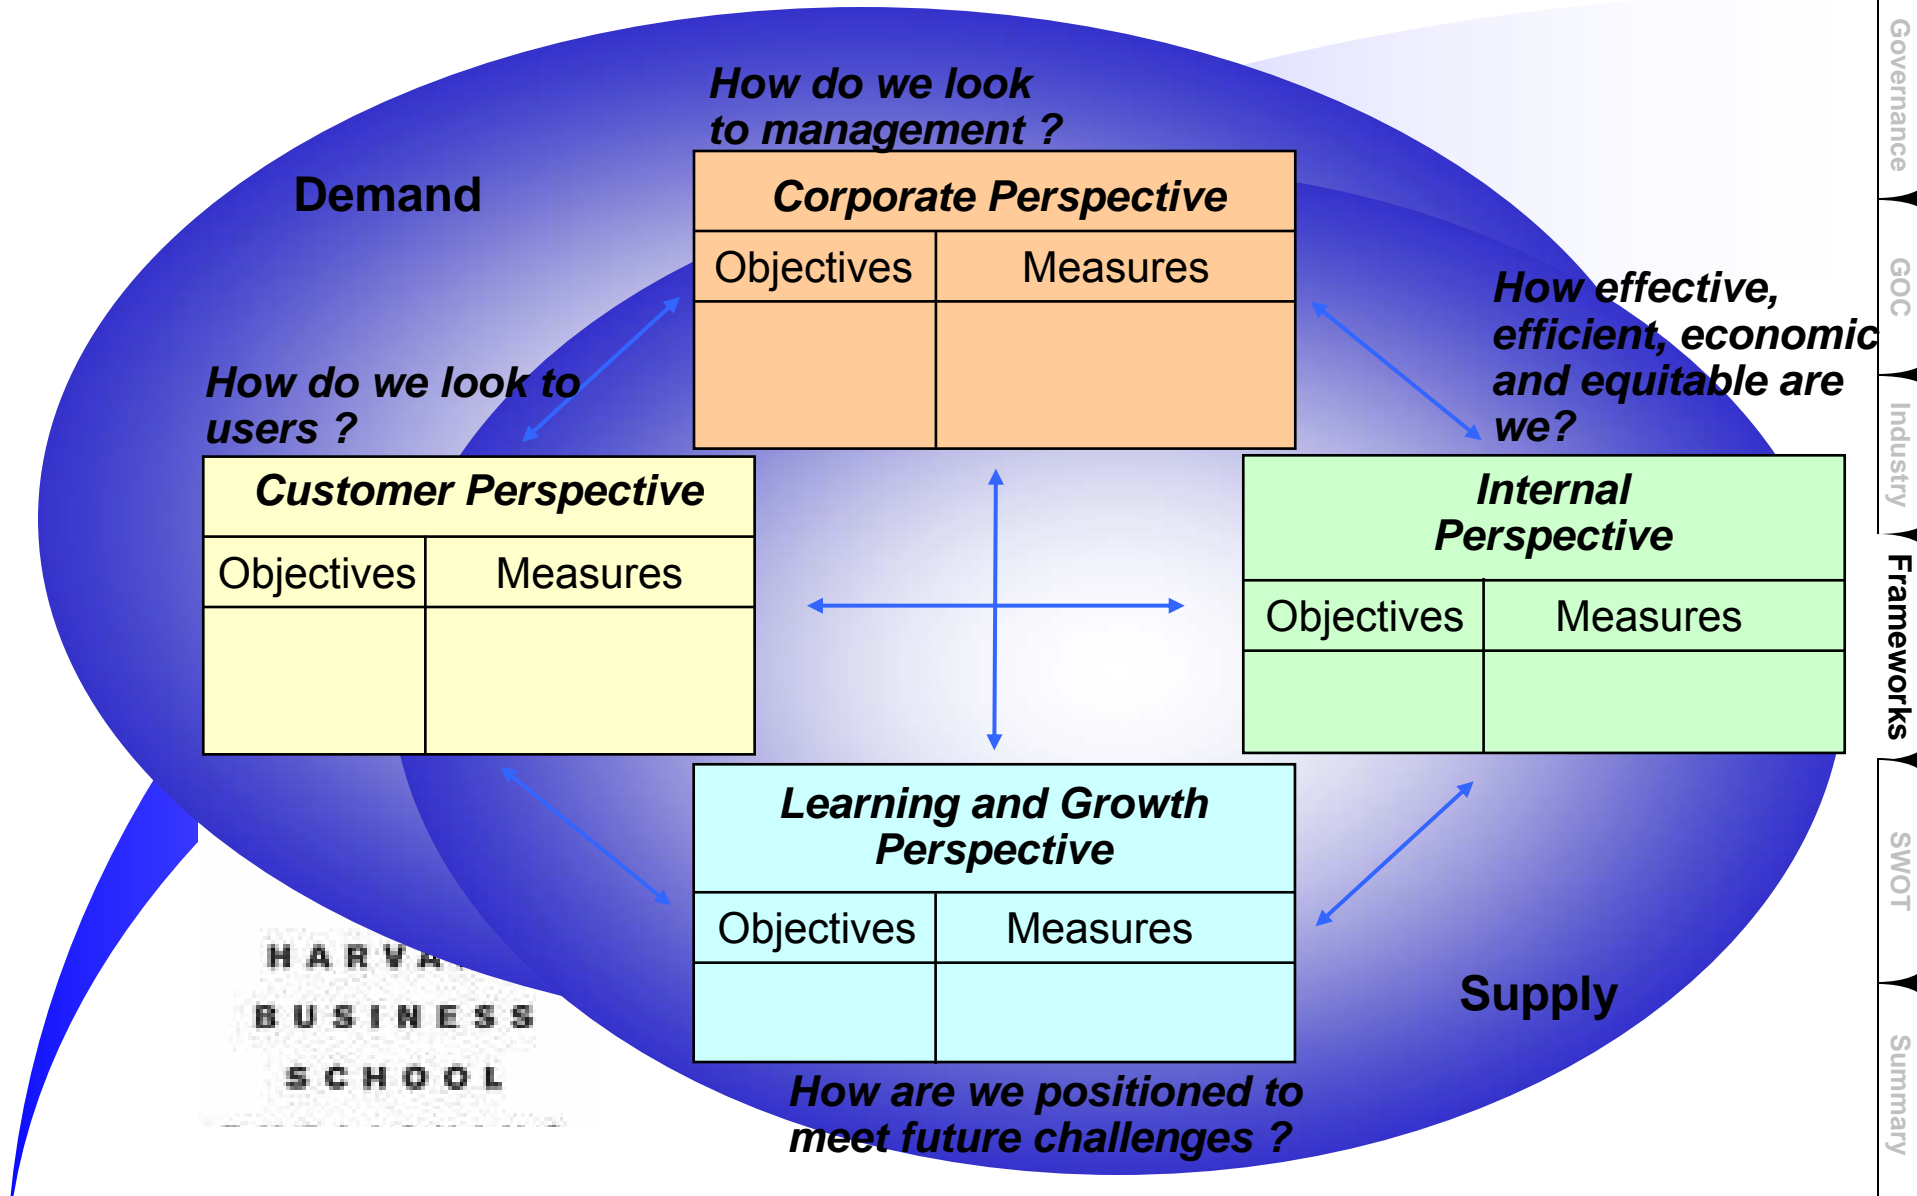 How do we look
to management ?
Demand
Corporate Perspective
Objectives Measures
How effective,
efficient, economic
and equitable are
we?
How do we look to
users ?
Customer Perspective
Objectives Measures
Internal
Perspective
Objectives Measures
Learning and Growth
Perspective
Objectives Measures
Supply
How are we positioned to
meet future challenges ?
HARVA
BUSINESS
SCHOOL
Governance
GOC
Industry
Frameworks
SWOT
Summary